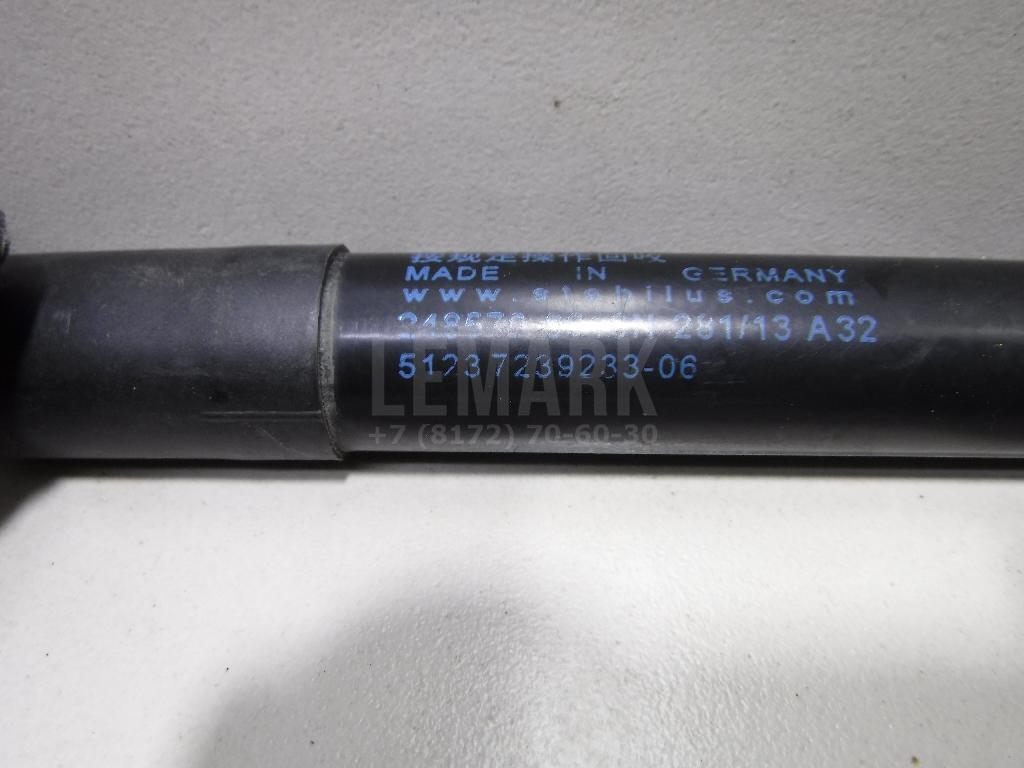 MADE IN GERMANY
www.stabilus.com
281/13 A32
51237239233-06
LEMARK
+7 (8172) 70-60-30